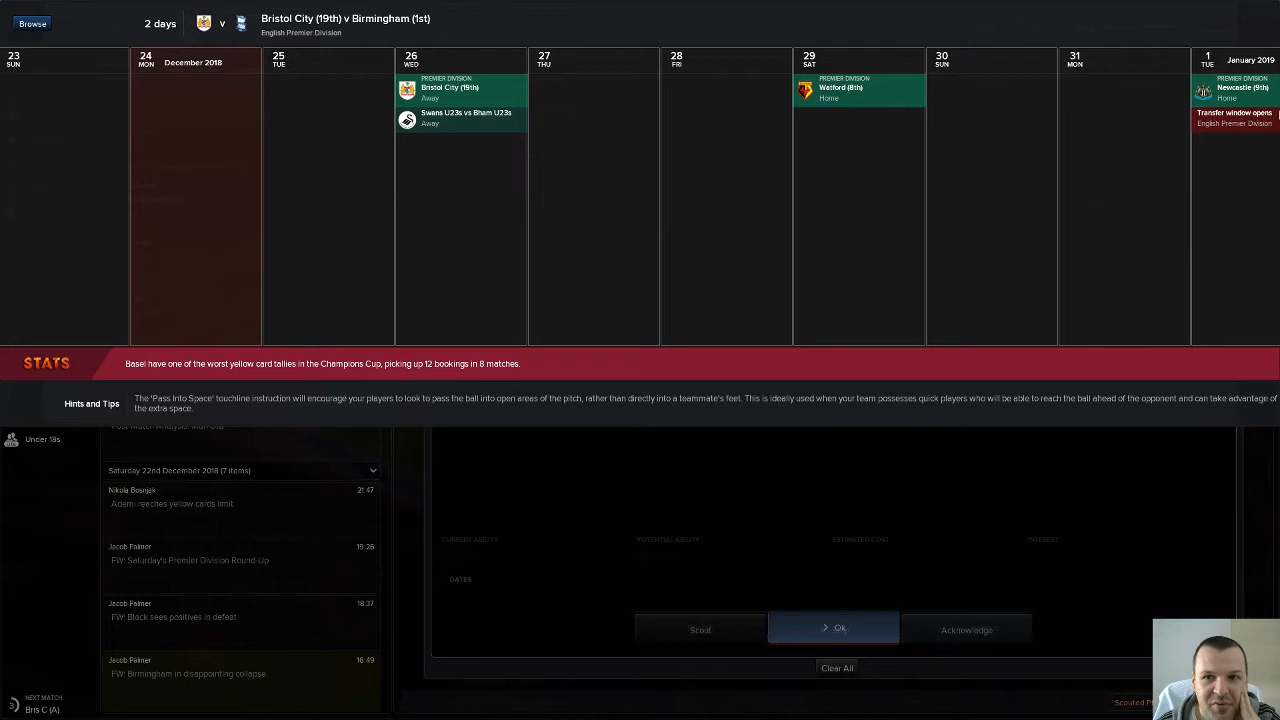 Browse
2 days
v
Bristol City (19th) v Birmingham (1st)
English Premier Division
23
SUN
24
MON
December 2018
25
TUE
26
WED
27
THU
28
FRI
29
SAT
30
SUN
31
MON
1
TUE
January 2019
PREMIER DIVISION
Bristol City (19th)
Away
Swans U23s vs Bham U23s
Away
PREMIER DIVISION
Watford (8th)
Home
PREMIER DIVISION
Newcastle (9th)
Home
Transfer window opens
English Premier Division
STATS
Basel have one of the worst yellow card tallies in the Champions Cup, picking up 12 bookings in 8 matches.
Hints and Tips
The 'Pass Into Space' touchline instruction will encourage your players to look to pass the ball into open areas of the pitch, rather than directly into a teammate's feet. This is ideally used when your team possesses quick players who will be able to reach the ball ahead of the opponent and can take advantage of
the extra space.
Under 18s
Saturday 22nd December 2018 (7 items)
Nikola Bosnjak
21:47
Ademi reaches yellow cards limit
Jacob Palmer
19:26
FW: Saturday's Premier Division Round-Up
Jacob Palmer
18:37
FW: Black sees positives in defeat
Jacob Palmer
16:49
FW: Birmingham in disappointing collapse
CURRENT ABILITY
POTENTIAL ABILITY
ESTIMATED COST
INTEREST
DATES
Scout
Ok
Acknowledge
Clear All
3
NEXT MATCH
Bris C (A)
Scouted